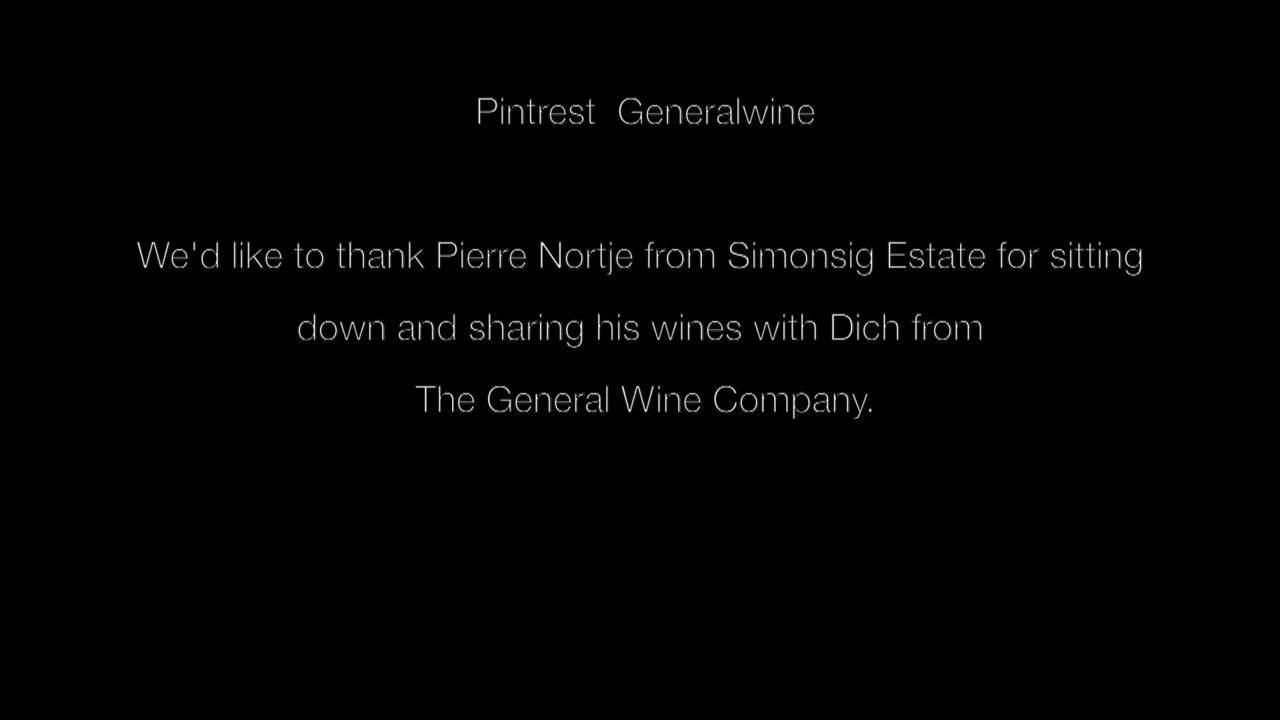 Pintrest  Generalwine
We'd like to thank Pierre Nortje from Simonsig Estate for sitting
down and sharing his wines with Dich from
The General Wine Company.